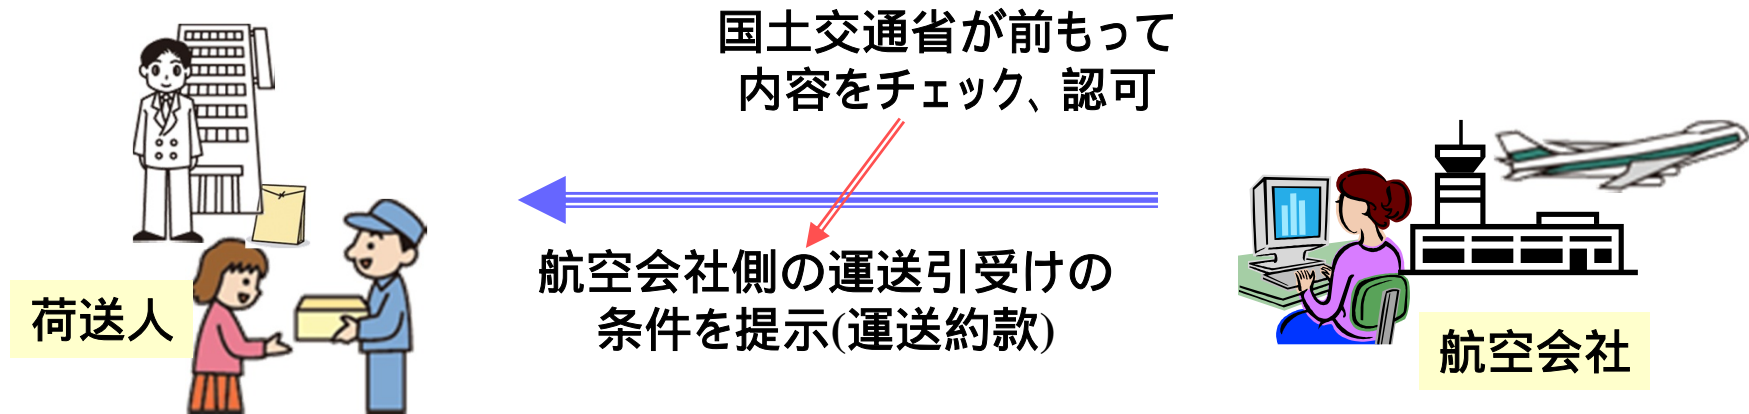 国土交通省が前もって
内容をチェック、認可
航空会社側の運送引受けの
条件を提示(運送約款)
荷送人
航空会社